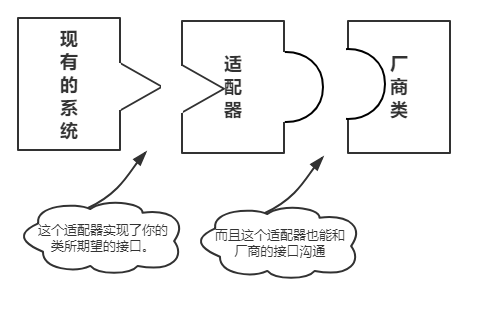 现有的系统
适配器
厂商类
这个适配器实现了你的
类所期望的接口。
而且这个适配器也能和
厂商的接口沟通